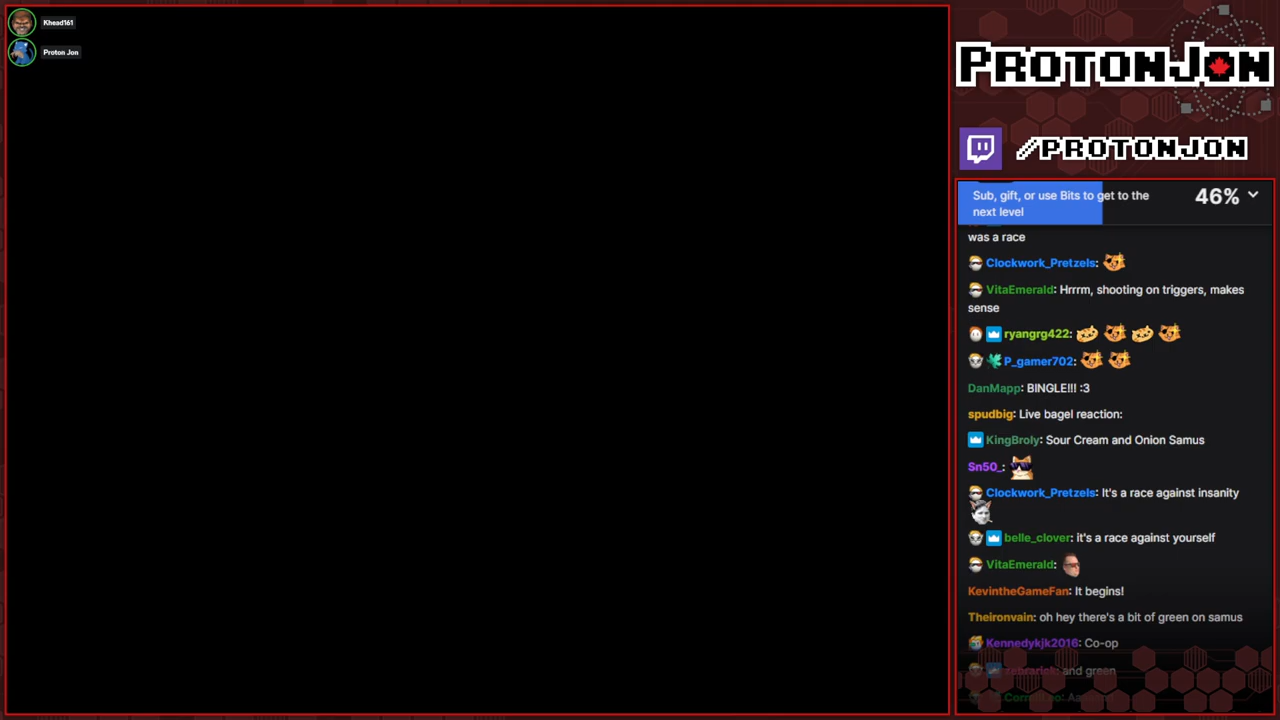 Khead161
Proton Jon
PROTONJON
/PROTONJON
Sub, gift, or use Bits to get to the
next level
46%
was a race
Clockwork_Pretzels:
VitaEmerald: Hrrrm, shooting on triggers, makes
sense
ryangrg422:
P_gamer702:
DanMapp: BINGLE!!! :3
spudbig: Live bagel reaction:
KingBroly: Sour Cream and Onion Samus
Sn50_:
Clockwork_Pretzels: It's a race against insanity
belle_clover: it's a race against yourself
VitaEmerald:
KevintheGameFan: It begins!
Theironvain: oh hey there's a bit of green on samus
Kennedykjk2016: Co-op
and green